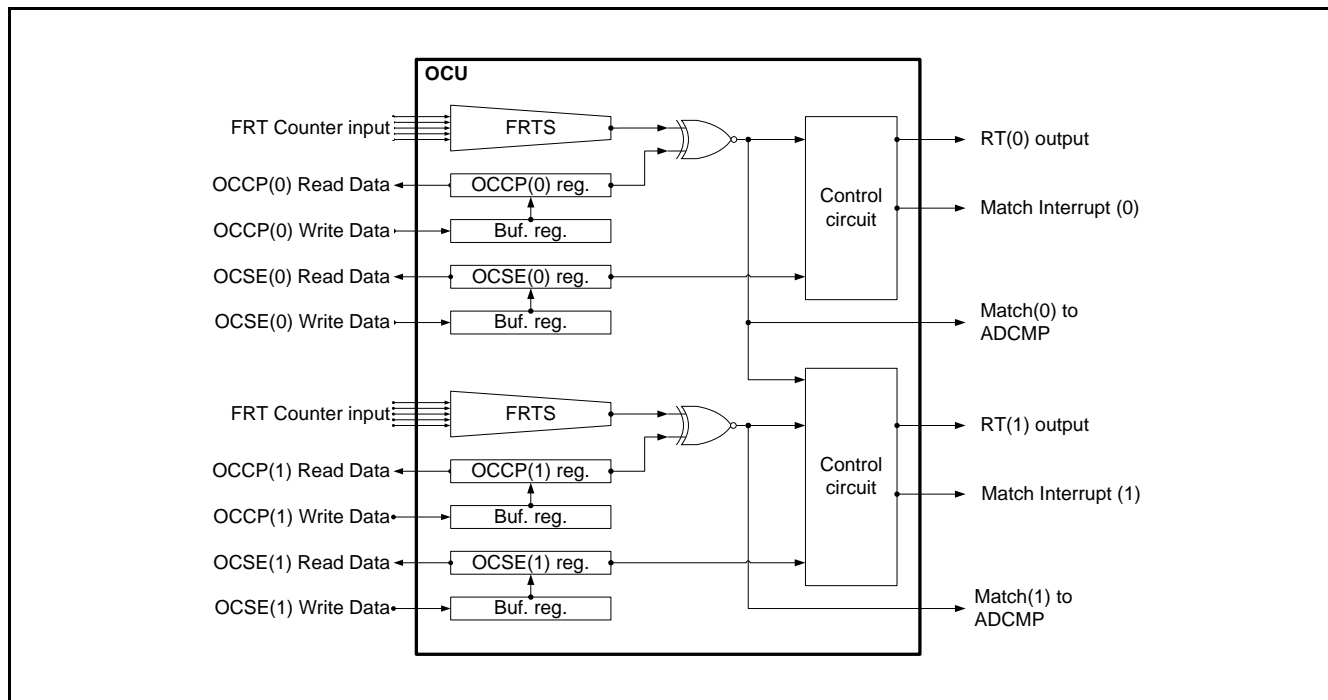 OCU
FRT Counter input
FRTS
RT(0) output
OCCP(0) Read Data
OCCP(0) reg.
Control
circuit
Match Interrupt (0)
OCCP(0) Write Data
Buf. reg.
OCSE(0) Read Data
OCSE(0) reg.
OCSE(0) Write Data
Buf. reg.
Match(0) to
ADCMP
FRT Counter input
FRTS
RT(1) output
OCCP(1) Read Data
OCCP(1) reg.
Control
circuit
Match Interrupt (1)
OCCP(1) Write Data
Buf. reg.
OCSE(1) Read Data
OCSE(1) reg.
OCSE(1) Write Data
Buf. reg.
Match(1) to
ADCMP